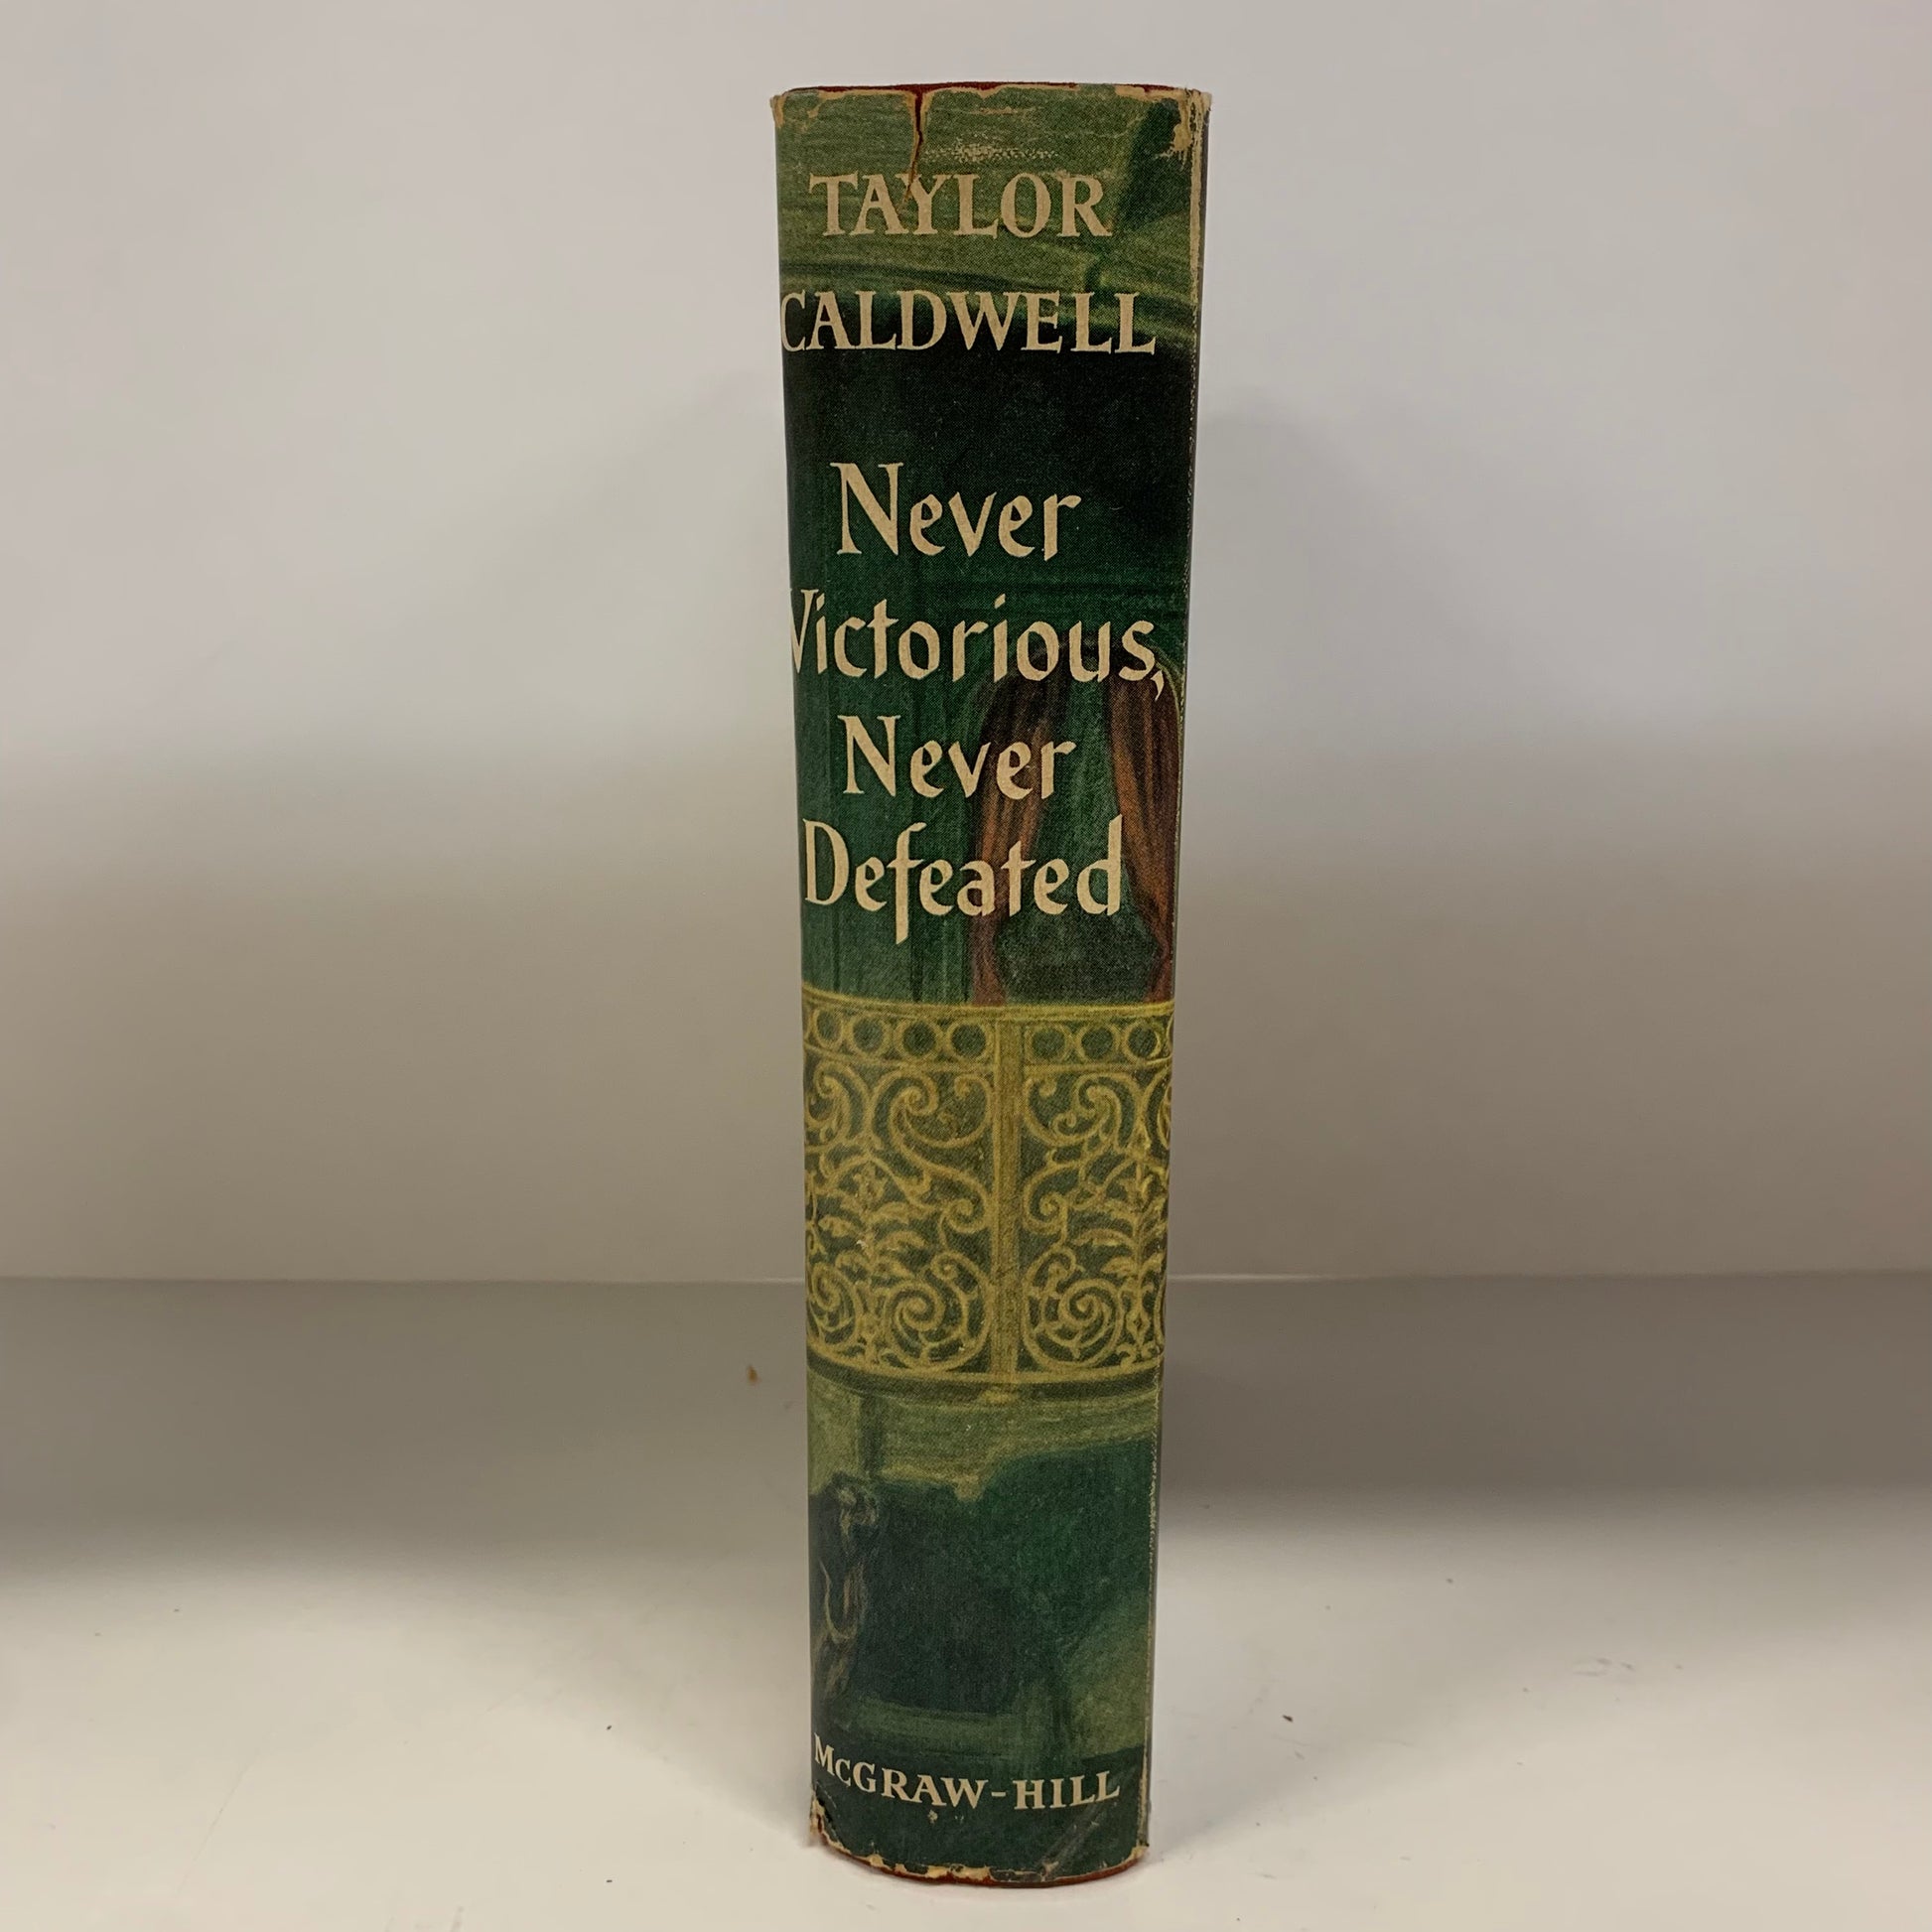 TAYLOR
CALDWELL
Never
Victorious,
Never
Defeated
McGRAW-HILL